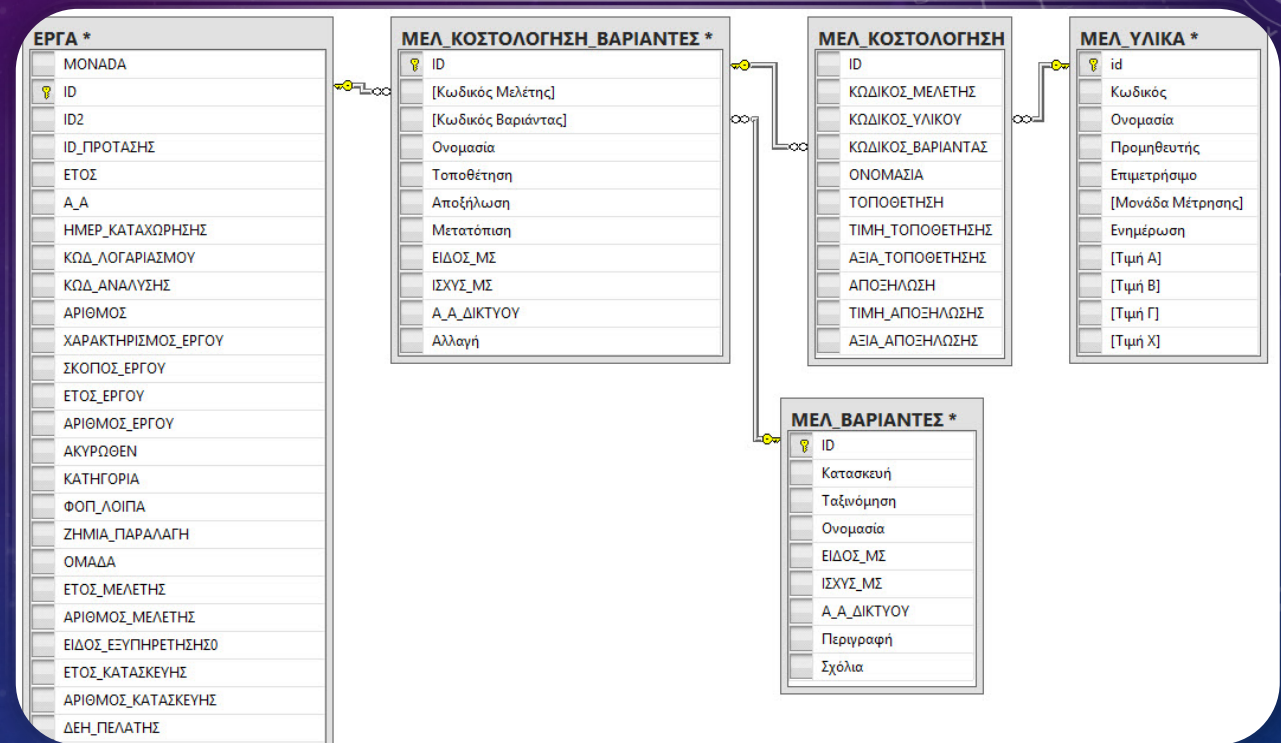 ΕΡΓΑ *
MONADA
ID
ID2
ID_ΠΡΟΤΑΣΗΣ
ΕΤΟΣ
Α_Α
ΗΜΕΡ_ΚΑΤΑΧΩΡΗΣΗΣ
ΚΩΔ_ΛΟΓΑΡΙΑΣΜΟΥ
ΚΩΔ_ΑΝΑΛΥΣΗΣ
ΑΡΙΘΜΟΣ
ΧΑΡΑΚΤΗΡΙΣΜΟΣ_ΕΡΓΟΥ
ΣΚΟΠΟΣ_ΕΡΓΟΥ
ΕΤΟΣ_ΕΡΓΟΥ
ΑΡΙΘΜΟΣ_ΕΡΓΟΥ
ΑΚΥΡΩΘΕΝ
ΚΑΤΗΓΟΡΙΑ
ΦΟΠ_ΛΟΙΠΑ
ΖΗΜΙΑ_ΠΑΡΑΛΑΓΗ
ΟΜΑΔΑ
ΕΤΟΣ_ΜΕΛΕΤΗΣ
ΑΡΙΘΜΟΣ_ΜΕΛΕΤΗΣ
ΕΙΔΟΣ_ΕΞΥΠΗΡΕΤΗΣΗΣ0
ΕΤΟΣ_ΚΑΤΑΣΚΕΥΗΣ
ΑΡΙΘΜΟΣ_ΚΑΤΑΣΚΕΥΗΣ
ΔΕΗ_ΠΕΛΑΤΗΣ
ΜΕΛ_ΚΟΣΤΟΛΟΓΗΣΗ_ΒΑΡΙΑΝΤΕΣ *
ID
[Κωδικός Μελέτης]
[Κωδικός Βαριάντας]
Ονομασία
Τοποθέτηση
Αποξήλωση
Μετατόπιση
ΕΙΔΟΣ_ΜΣ
ΙΣΧΥΣ_ΜΣ
Α_Α_ΔΙΚΤΥΟΥ
Αλλαγή
ΜΕΛ_ΚΟΣΤΟΛΟΓΗΣΗ
ID
ΚΩΔΙΚΟΣ_ΜΕΛΕΤΗΣ
ΚΩΔΙΚΟΣ_ΥΛΙΚΟΥ
ΚΩΔΙΚΟΣ_ΒΑΡΙΑΝΤΑΣ
ΟΝΟΜΑΣΙΑ
ΤΟΠΟΘΕΤΗΣΗ
ΤΙΜΗ_ΤΟΠΟΘΕΤΗΣΗΣ
ΑΞΙΑ_ΤΟΠΟΘΕΤΗΣΗΣ
ΑΠΟΞΗΛΩΣΗ
ΤΙΜΗ_ΑΠΟΞΗΛΩΣΗΣ
ΑΞΙΑ_ΑΠΟΞΗΛΩΣΗΣ
ΜΕΛ_ΥΛΙΚΑ *
id
Κωδικός
Ονομασία
Προμηθευτής
Επιμετρήσιμο
[Μονάδα Μέτρησης]
Ενημέρωση
[Τιμή Α]
[Τιμή Β]
[Τιμή Γ]
[Τιμή Χ]
ΜΕΛ_ΒΑΡΙΑΝΤΕΣ *
ID
Κατασκευή
Ταξινόμηση
Ονομασία
ΕΙΔΟΣ_ΜΣ
ΙΣΧΥΣ_ΜΣ
Α_Α_ΔΙΚΤΥΟΥ
Περιγραφή
Σχόλια